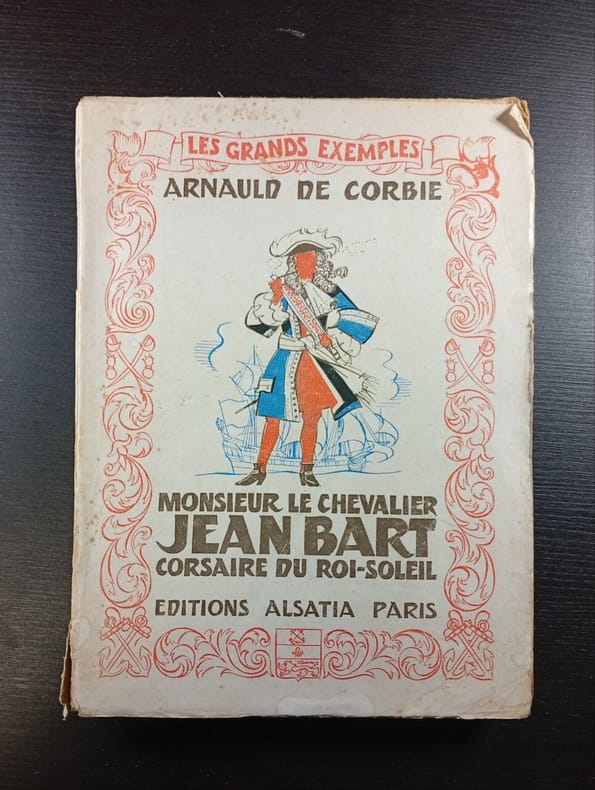 LES GRANDS EXEMPLES
ARNAULD DE CORBIE
MONSIEUR LE CHEVALIER
JEAN BART
CORSAIRE DU ROI-SOLEIL
EDITIONS ALSATIA PARIS